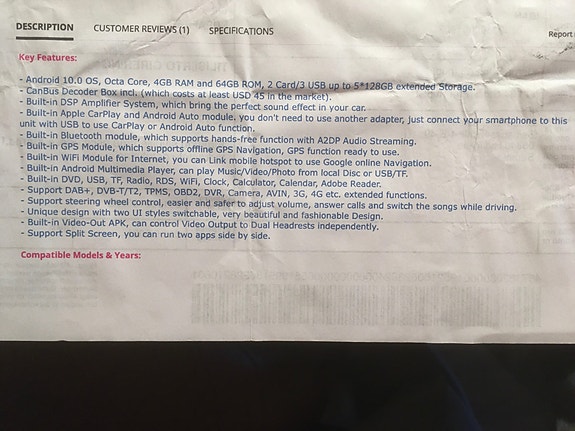 DESCRIPTION CUSTOMER REVIEWS (1) SPECIFICATIONS
Report
Key Features:
- Android 10.0 OS, Octa Core, 4GB RAM and 64GB ROM, 2 Card/3 USB up to 5*128GB extended Storage.
- CanBus Decoder Box incl. (which costs at least USD 45 in the market).
- Built-in DSP Amplifier System, which bring the perfect sound effect in your car.
- Built-in Apple CarPlay and Android Auto module, you don't need to use another adapter, just connect your smartphone to this
unit with USB to use CarPlay or Android Auto function.
- Built-in Bluetooth module, which supports hands-free function with A2DP Audio Streaming.
- Built-in GPS Module, which supports offline GPS Navigation, GPS function ready to use.
- Built-in WiFi Module for Internet, you can Link mobile hotspot to use Google online Navigation.
- Built-in Android Multimedia Player, can play Music/Video/Photo from local Disc or USB/TF.
- Built-in DVD, USB, TF, Radio, RDS, WiFi, Clock, Calculator, Calendar, Adobe Reader.
- Support DAB+, DVB-T/T2, TPMS, OBD2, DVR, Camera, AVIN, 3G, 4G etc. extended functions.
- Support steering wheel control, easier and safer to adjust volume, answer calls and switch the songs while driving.
- Unique design with two UI styles switchable, very beautiful and fashionable Design.
- Built-in Video-Out APK, can control Video Output to Dual Headrests independently.
- Support Split Screen, you can run two apps side by side.
Compatible Models & Years: